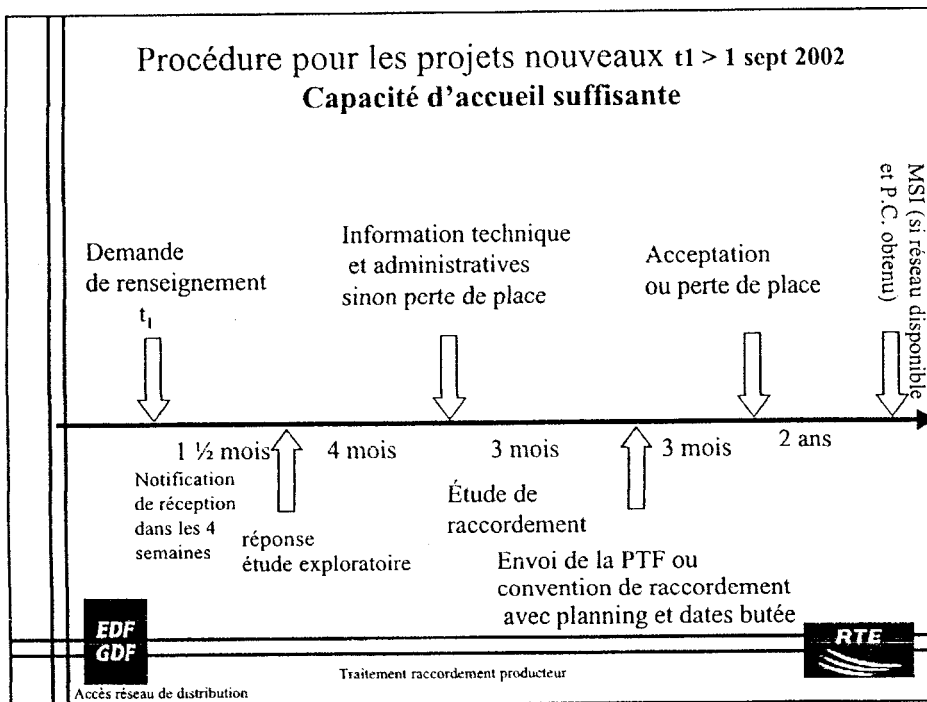 Procédure pour les projets nouveaux t1 > 1 sept 2002
Capacité d'accueil suffisante
Demande
de renseignement
t1
Information technique
et administratives
sinon perte de place
Acceptation
ou perte de place
MSI (si réseau disponible
et P.C. obtenu)
1 ½ mois
4 mois
3 mois
3 mois
2 ans
Notification
de réception
dans les 4
semaines
réponse
étude exploratoire
Étude de
raccordement
Envoi de la PTF ou
convention de raccordement
avec planning et dates butée
EDF
GDF
RTE
Traitement raccordement producteur
Accès réseau de distribution